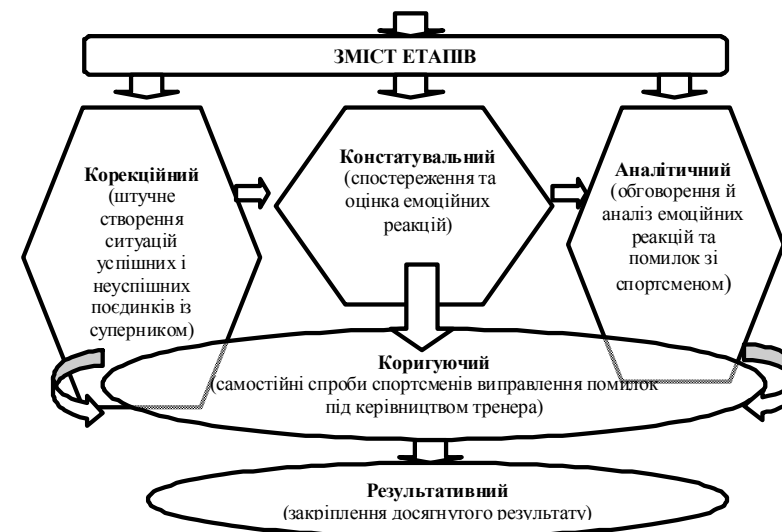 ЗМІСТ ЕТАПІВ
Корекційний
(штучне
створення
ситуацій
успішних і
неуспішних
поєдинків із
суперником)
Констатувальний
(спостереження та
оцінка емоційних
реакцій)
Аналітичний
(обговорення й
аналіз емоційних
реакцій та
помилок зі
спортсменом)
Коригуючий
(самостійні спроби спортсменів виправлення помилок
під керівництвом тренера)
Результативний
(закріплення досягнутого результату)